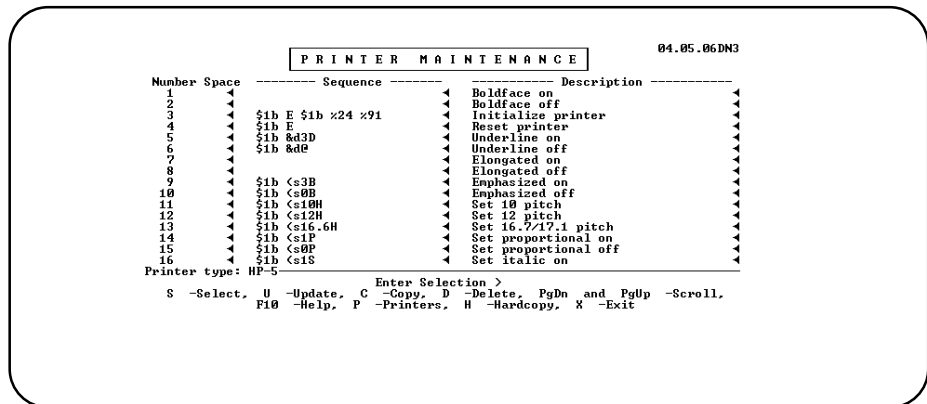 04.05.06DN3
PRINTER MAINTENANCE
Number Space -------- Sequence ------- ----------- Description -----------
1 ◄ ◄ Boldface on ◄
2 ◄ ◄ Boldface off ◄
3 ◄ $1b E $1b %24 %91 ◄ Initialize printer ◄
4 ◄ $1b E ◄ Reset printer ◄
5 ◄ $1b &d3D ◄ Underline on ◄
6 ◄ $1b &d@ ◄ Underline off ◄
7 ◄ ◄ Elongated on ◄
8 ◄ ◄ Elongated off ◄
9 ◄ $1b (s3B ◄ Emphasized on ◄
10 ◄ $1b (s0B ◄ Emphasized off ◄
11 ◄ $1b (s10H ◄ Set 10 pitch ◄
12 ◄ $1b (s12H ◄ Set 12 pitch ◄
13 ◄ $1b (s16.6H ◄ Set 16.7/17.1 pitch ◄
14 ◄ $1b (s1P ◄ Set proportional on ◄
15 ◄ $1b (s0P ◄ Set proportional off ◄
16 ◄ $1b (s1S ◄ Set italic on ◄
Printer type: HP-5
Enter Selection >
S -Select, U -Update, C -Copy, D -Delete, PgDn and PgUp -Scroll,
F10 -Help, P -Printers, H -Hardcopy, X -Exit